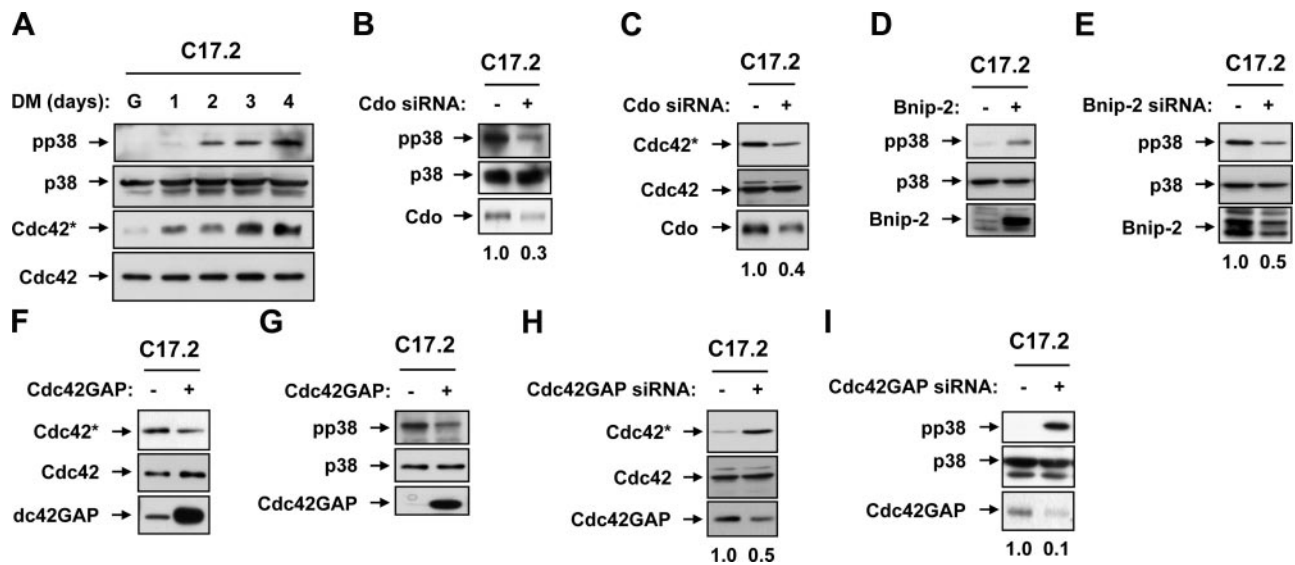 A
C17.2
DM (days): G 1 2 3 4
pp38
p38
Cdc42*
Cdc42
B
C17.2
Cdo siRNA: - +
pp38
p38
Cdo
1.0 0.3
C
C17.2
Cdo siRNA: - +
Cdc42*
Cdc42
Cdo
1.0 0.4
D
C17.2
Bnip-2: - +
pp38
p38
Bnip-2
E
C17.2
Bnip-2 siRNA: - +
pp38
p38
Bnip-2
1.0 0.5
F
C17.2
Cdc42GAP: - +
Cdc42*
Cdc42
dc42GAP
G
C17.2
Cdc42GAP: - +
pp38
p38
Cdc42GAP
H
C17.2
Cdc42GAP siRNA: - +
Cdc42*
Cdc42
Cdc42GAP
1.0 0.5
I
C17.2
Cdc42GAP siRNA: - +
pp38
p38
Cdc42GAP
1.0 0.1